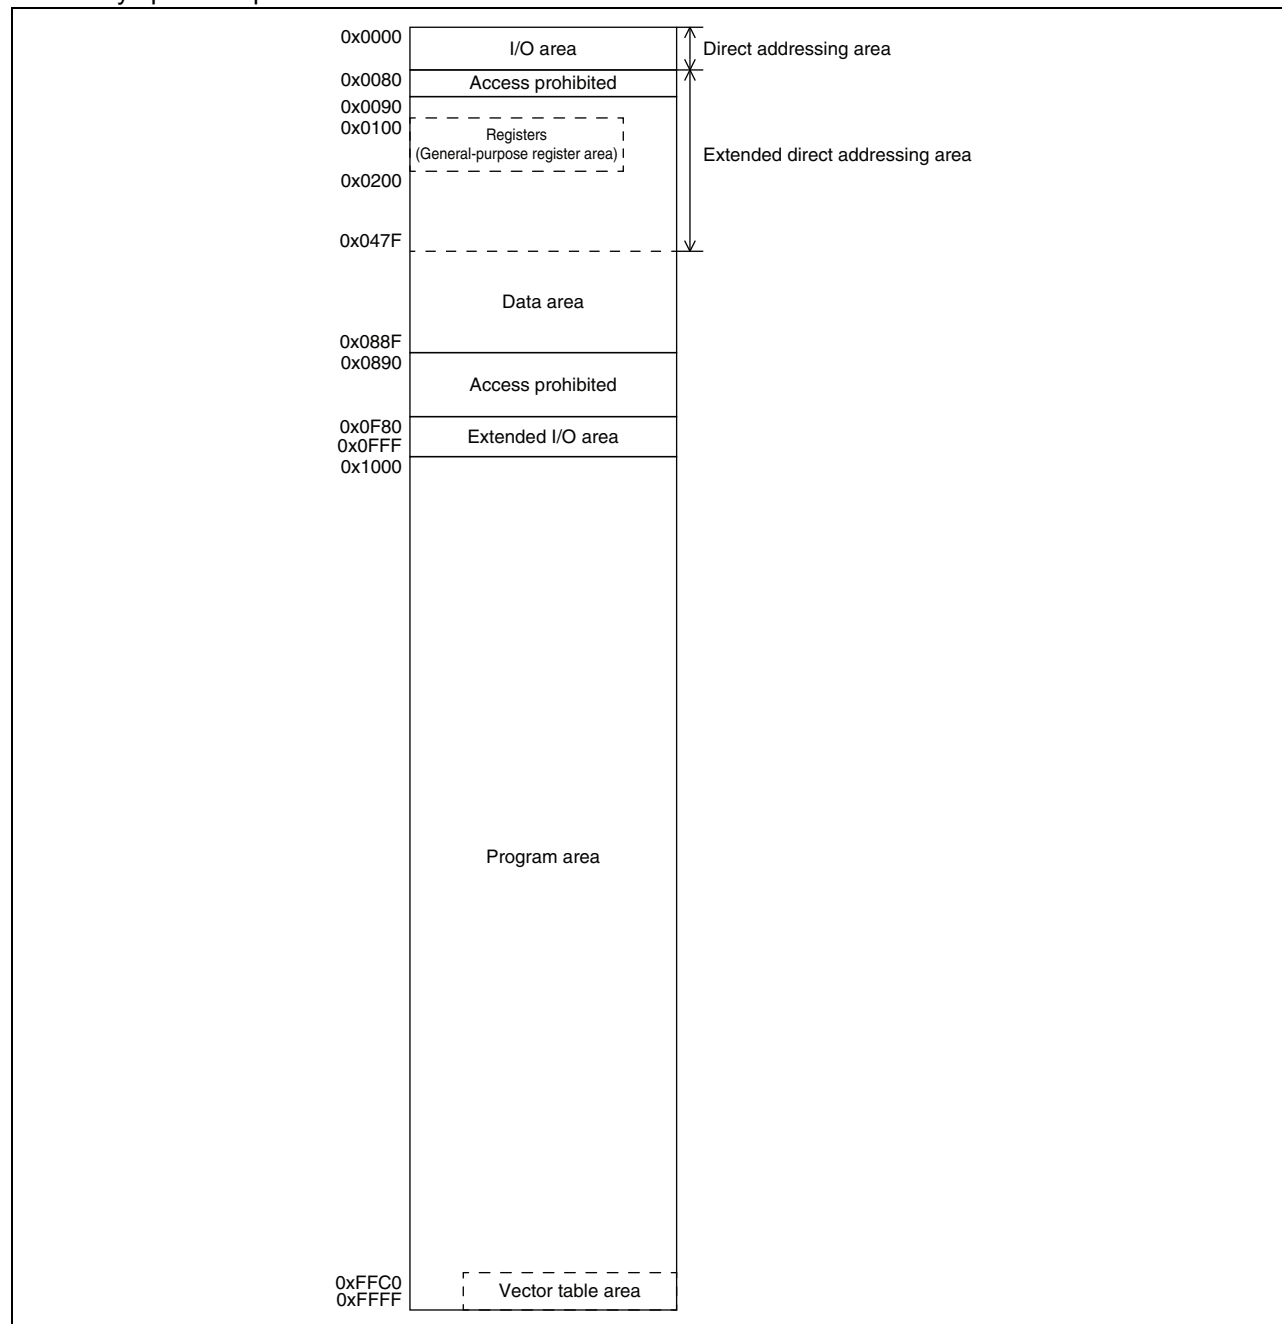 0x0000
I/O area
Direct addressing area
0x0080
Access prohibited
0x0090
0x0100
Registers
(General-purpose register area)
Extended direct addressing area
0x0200
0x047F
Data area
0x088F
0x0890
Access prohibited
0x0F80
Extended I/O area
0x0FFF
0x1000
Program area
0xFFC0
Vector table area
0xFFFF